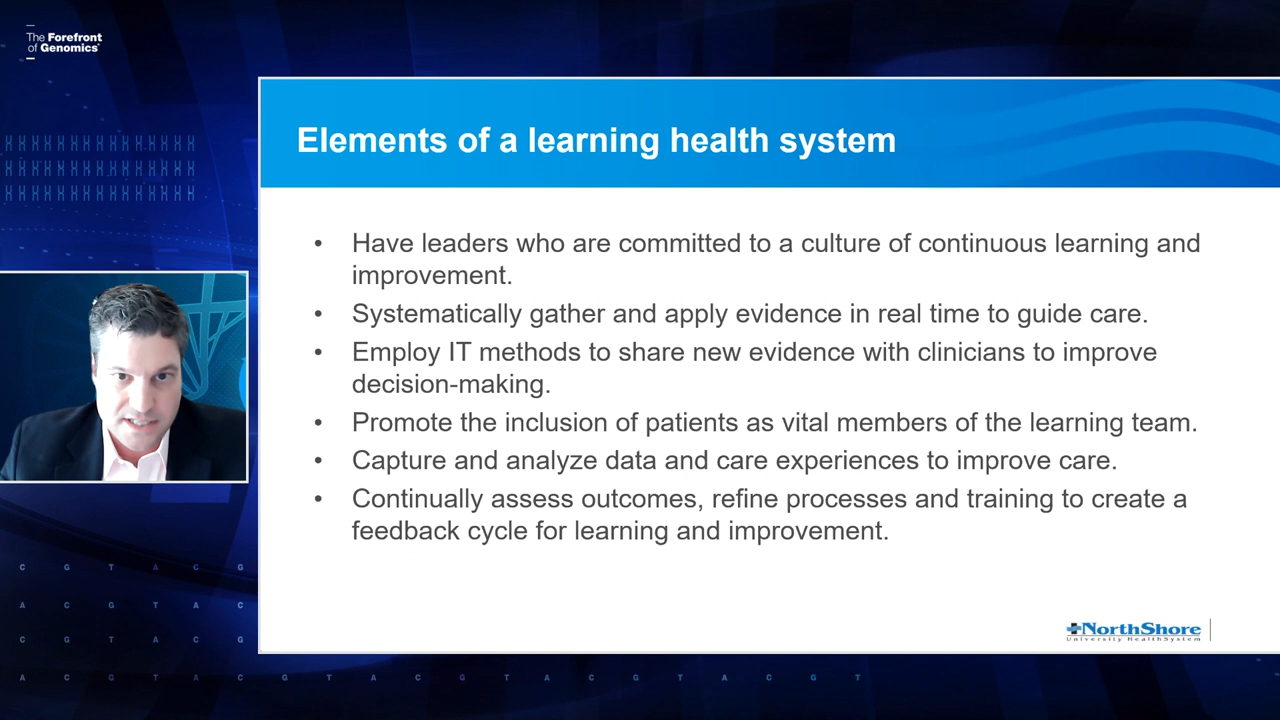 The Forefront
of Genomics®
Elements of a learning health system
• Have leaders who are committed to a culture of continuous learning and
improvement.
• Systematically gather and apply evidence in real time to guide care.
• Employ IT methods to share new evidence with clinicians to improve
decision-making.
• Promote the inclusion of patients as vital members of the learning team.
• Capture and analyze data and care experiences to improve care.
• Continually assess outcomes, refine processes and training to create a
feedback cycle for learning and improvement.
NorthShore
University HealthSystem
C G T A C G
A C G T A C
C G T A C G
A C G T A C G T A C G T A C G T A C G T